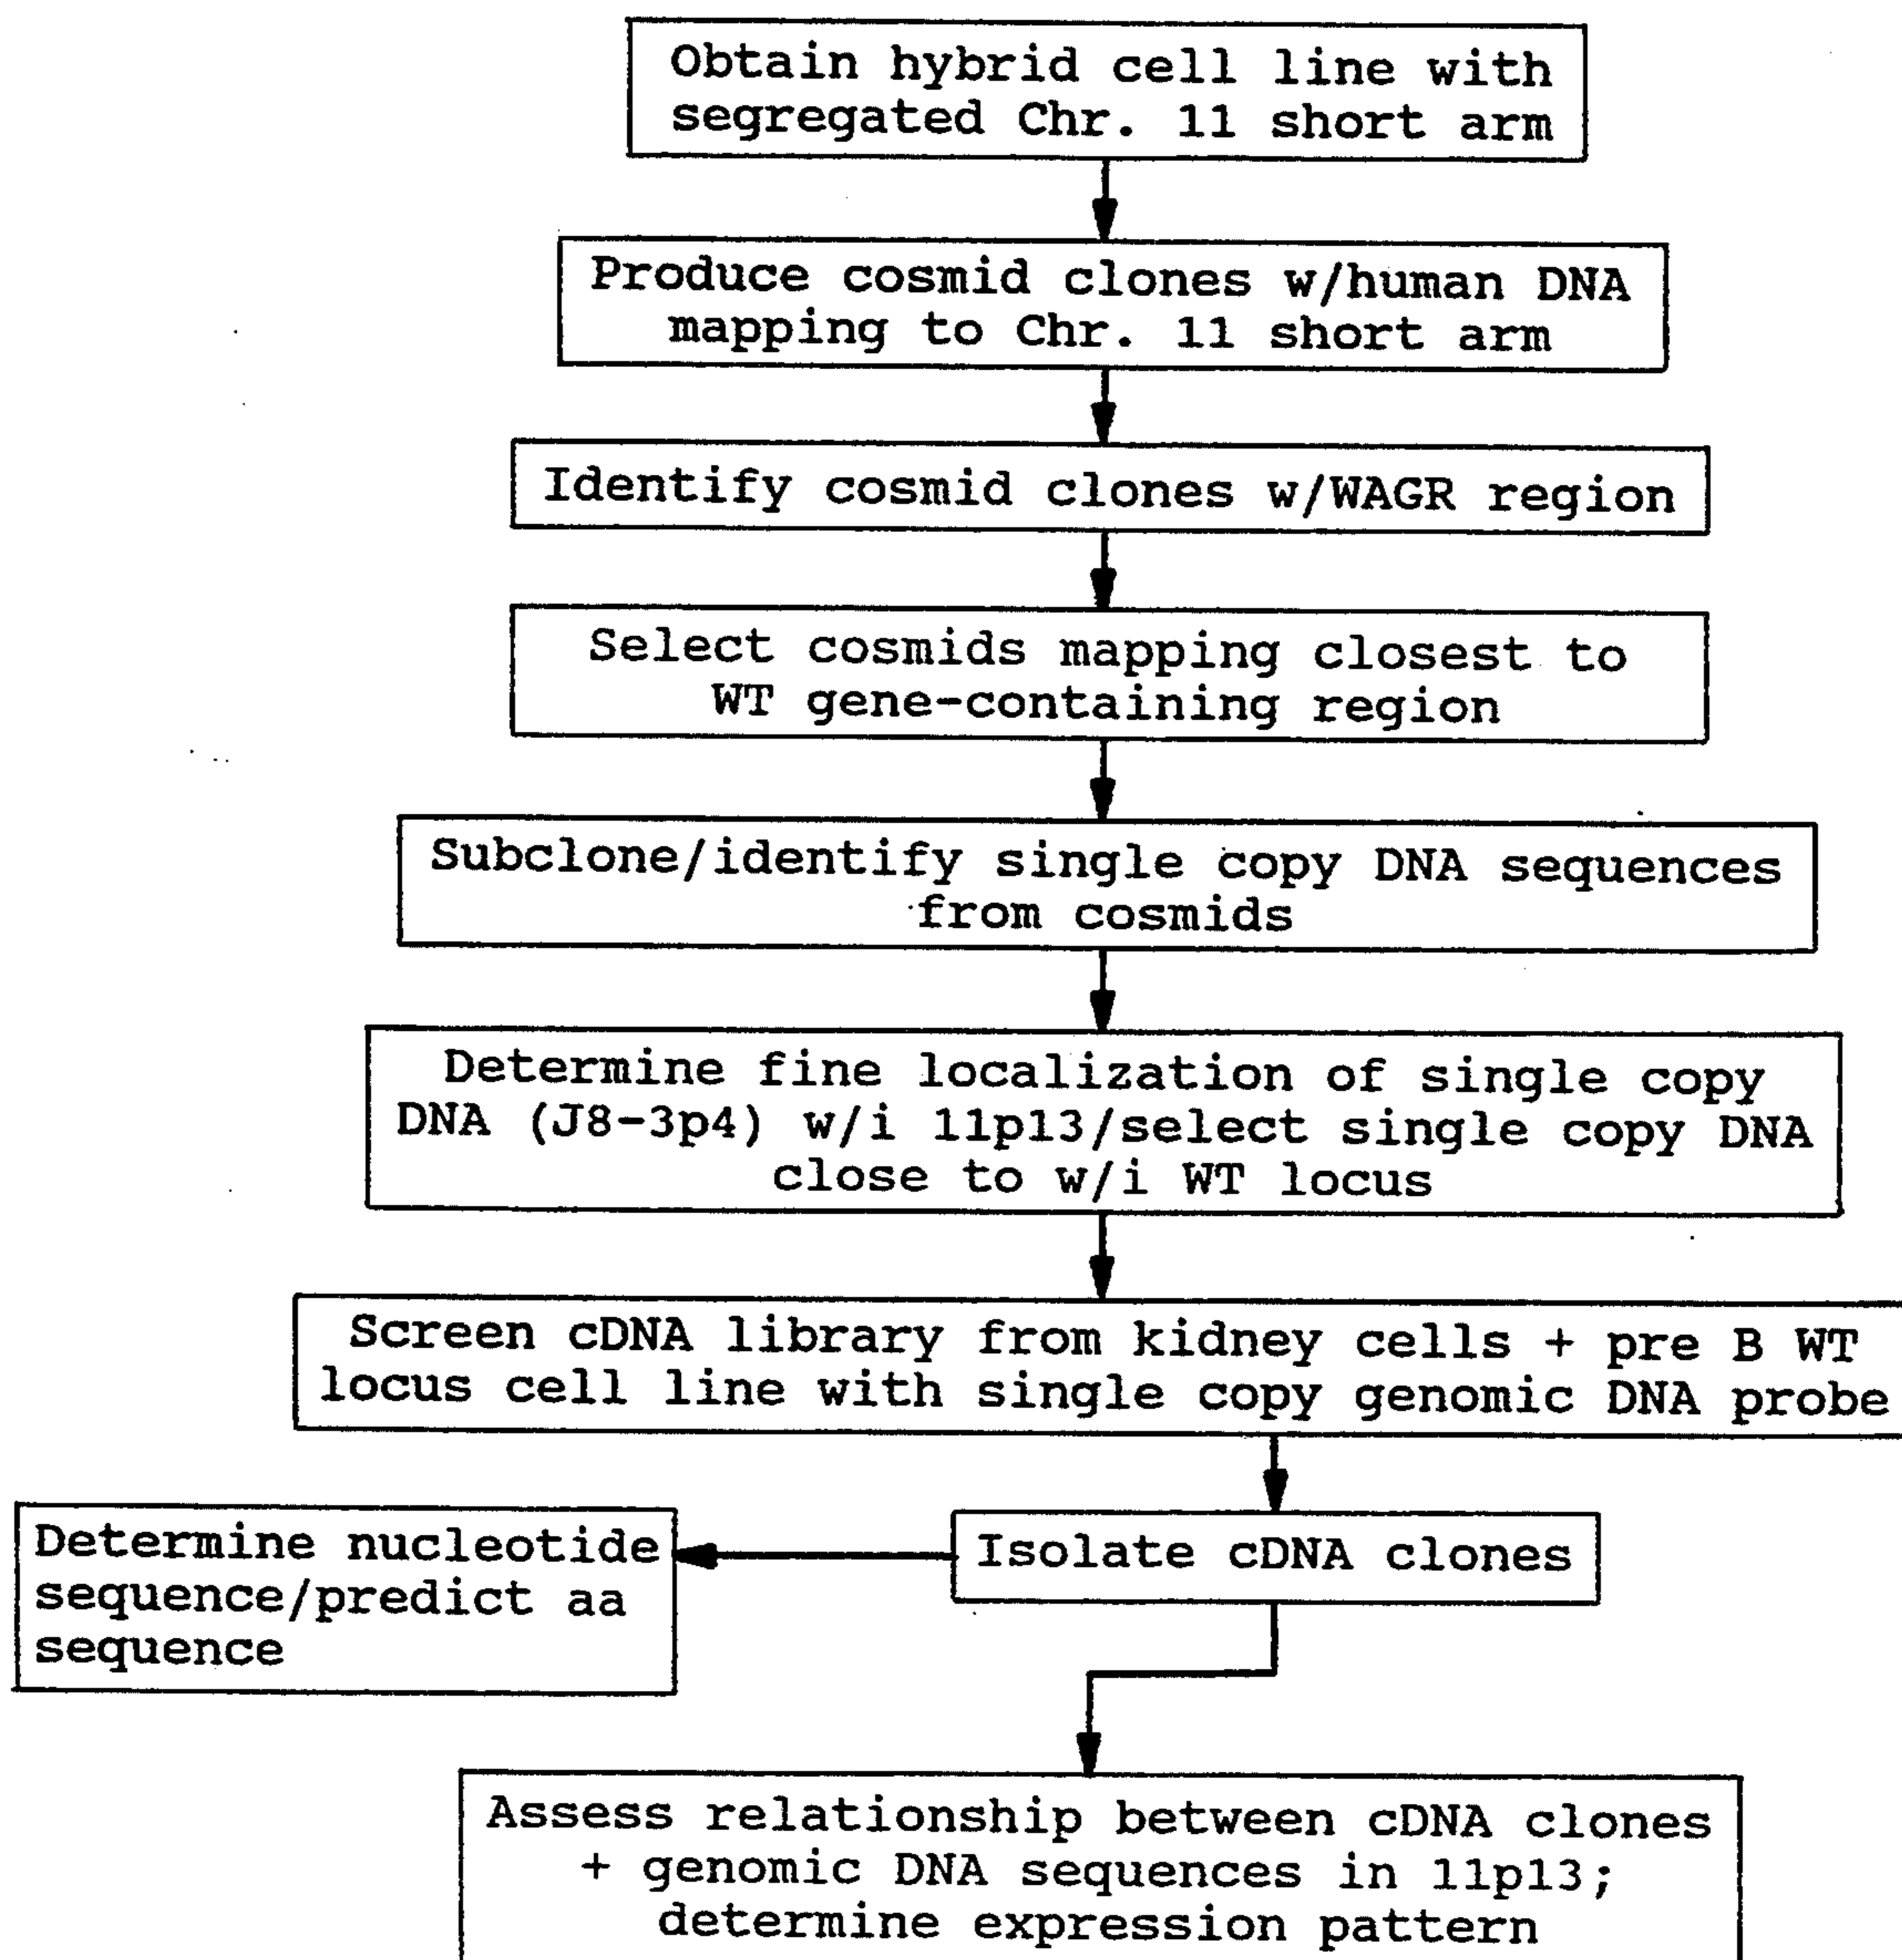 Obtain hybrid cell line with
segregated Chr. 11 short arm
Produce cosmid clones w/human DNA
mapping to Chr. 11 short arm
Identify cosmid clones w/WAGR region
Select cosmids mapping closest to
WT gene-containing region
Subclone/identify single copy DNA sequences
from cosmids
Determine fine localization of single copy
DNA (J8-3p4) w/i 11p13/select single copy DNA
close to w/i WT locus
Screen cDNA library from kidney cells + pre B WT
locus cell line with single copy genomic DNA probe
Isolate cDNA clones
Determine nucleotide
sequence/predict aa
sequence
Assess relationship between cDNA clones
+ genomic DNA sequences in 11p13;
determine expression pattern